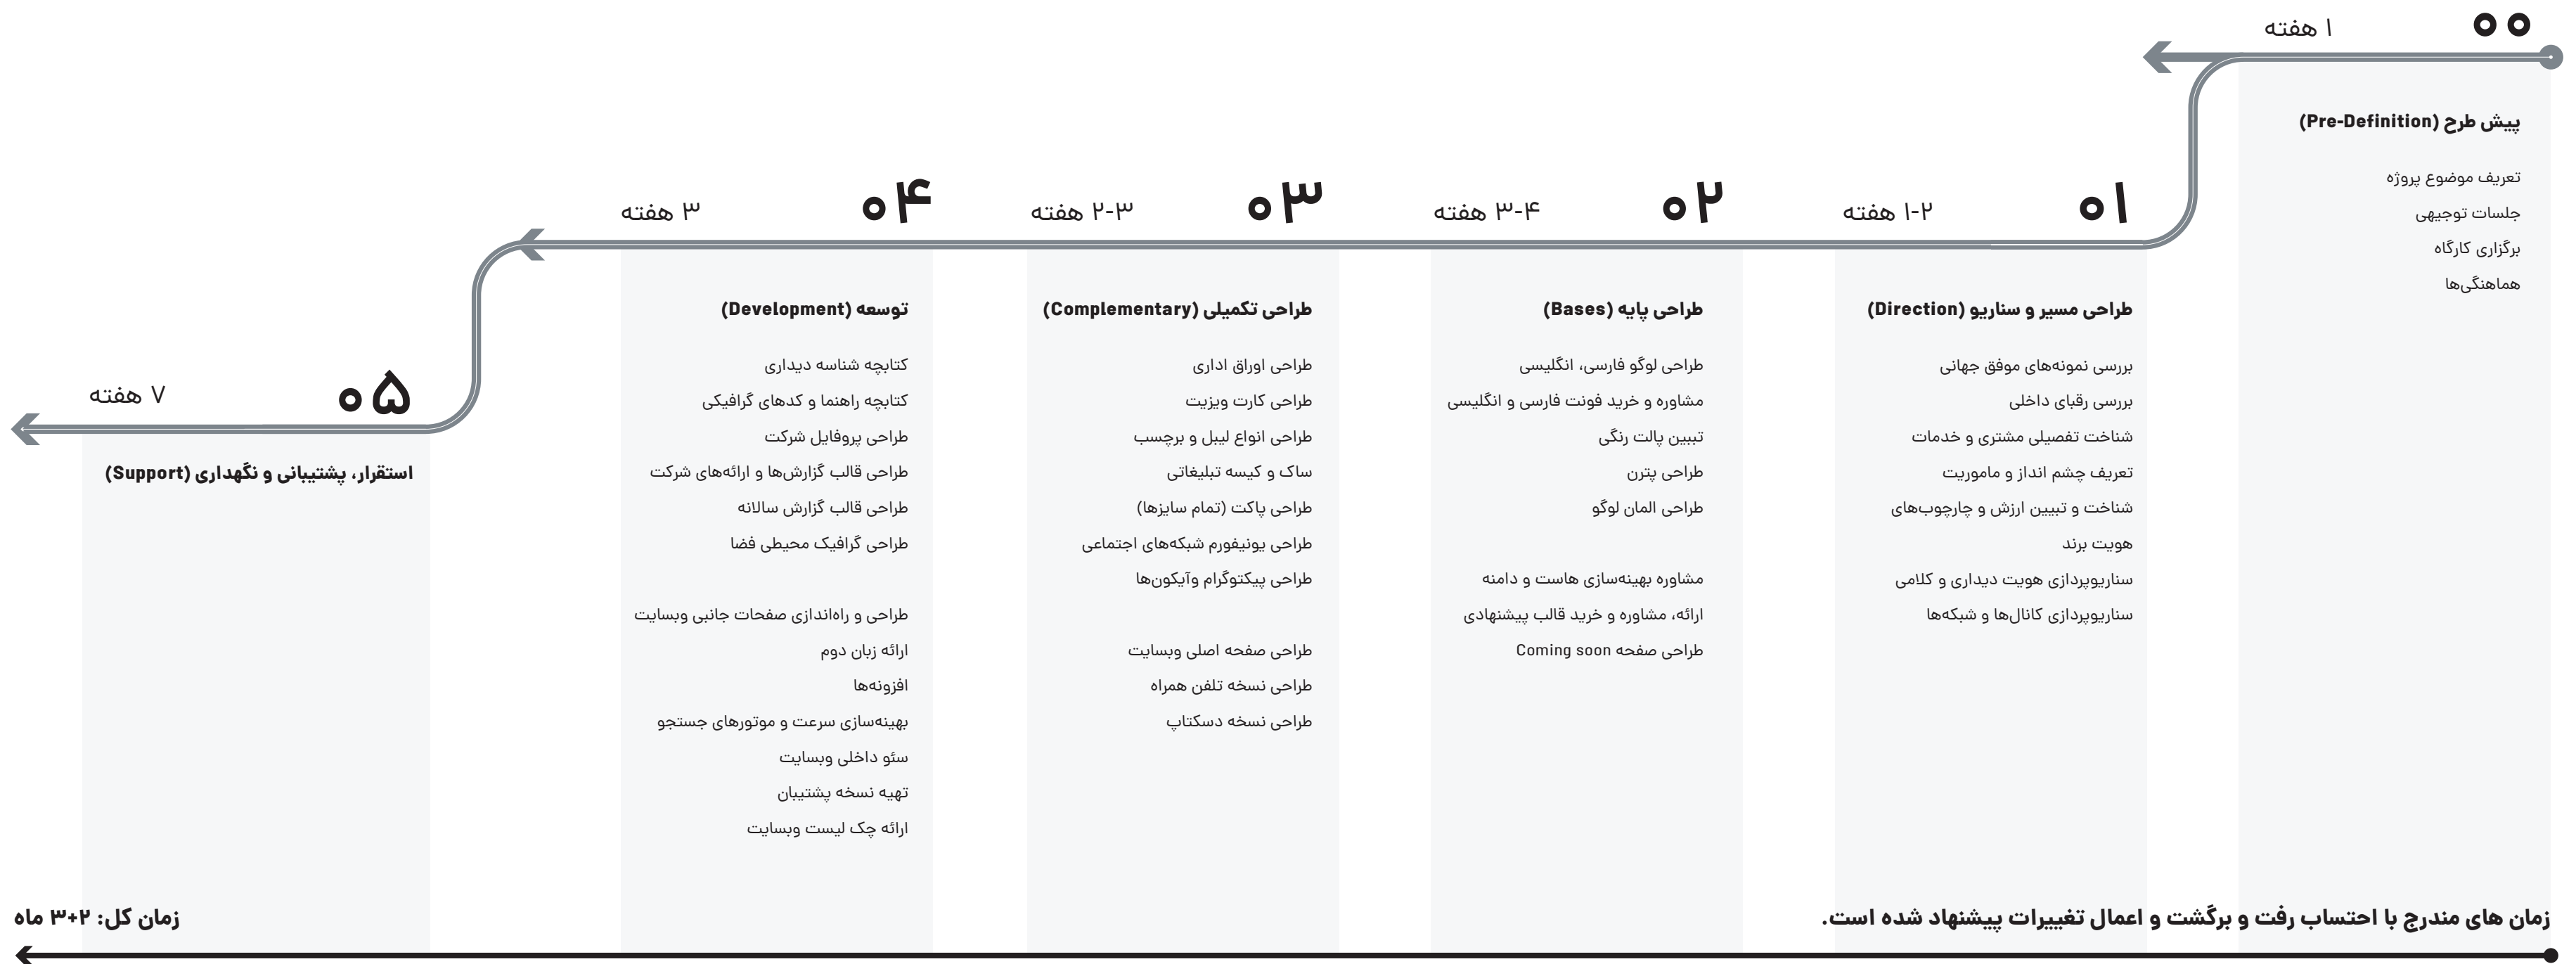 ۰۰
۱ هفته
پیش طرح (Pre-Definition)
تعریف موضوع پروژه
جلسات توجیهی
برگزاری کارگاه
هماهنگی‌ها
۰۱
۱-۲ هفته
طراحی مسیر و سناریو (Direction)
بررسی نمونه‌های موفق جهانی
بررسی رقبای داخلی
شناخت تفصیلی مشتری و خدمات
تعریف چشم انداز و ماموریت
شناخت و تبیین ارزش و چارچوب‌های
هویت برند
سناریوپردازی هویت دیداری و کلامی
سناریوپردازی کانال‌ها و شبکه‌ها
۰۲
۳-۴ هفته
طراحی پایه (Bases)
طراحی لوگو فارسی، انگلیسی
مشاوره و خرید فونت فارسی و انگلیسی
تبیین پالت رنگی
طراحی پترن
طراحی المان لوگو
مشاوره بهینه‌سازی هاست و دامنه
ارائه، مشاوره و خرید قالب پیشنهادی
طراحی صفحه Coming soon
۰۳
۲-۳ هفته
طراحی تکمیلی (Complementary)
طراحی اوراق اداری
طراحی کارت ویزیت
طراحی انواع لیبل و برچسب
ساک و کیسه تبلیغاتی
طراحی پاکت (تمام سایزها)
طراحی یونیفورم شبکه‌های اجتماعی
طراحی پیکتوگرام وآیکون‌ها
طراحی صفحه اصلی وبسایت
طراحی نسخه تلفن همراه
طراحی نسخه دسکتاپ
۰۴
۳ هفته
توسعه (Development)
کتابچه شناسه دیداری
کتابچه راهنما و کدهای گرافیکی
طراحی پروفایل شرکت
طراحی قالب گزارش‌ها و ارائه‌های شرکت
طراحی قالب گزارش سالانه
طراحی گرافیک محیطی فضا
طراحی و راه‌اندازی صفحات جانبی وبسایت
ارائه زبان دوم
افزونه‌ها
بهینه‌سازی سرعت و موتورهای جستجو
سئو داخلی وبسایت
تهیه نسخه پشتیبان
ارائه چک لیست وبسایت
۰۵
۷ هفته
استقرار، پشتیبانی و نگهداری (Support)
زمان های مندرج با احتساب رفت و برگشت و اعمال تغییرات پیشنهاد شده است.
زمان کل: ۲+۳ ماه